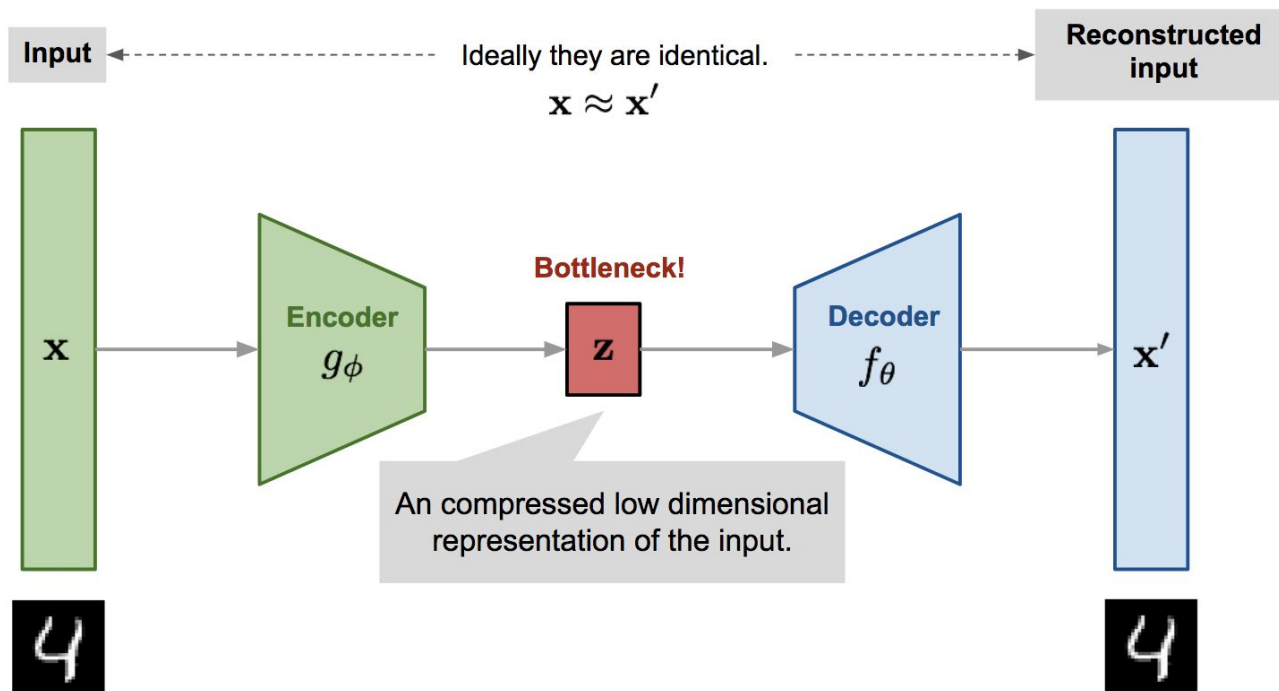 Input
Ideally they are identical.
x ≈ x′
Reconstructed
input
Bottleneck!
x
Encoder
gϕ
z
Decoder
fθ
x′
An compressed low dimensional
representation of the input.
4
4